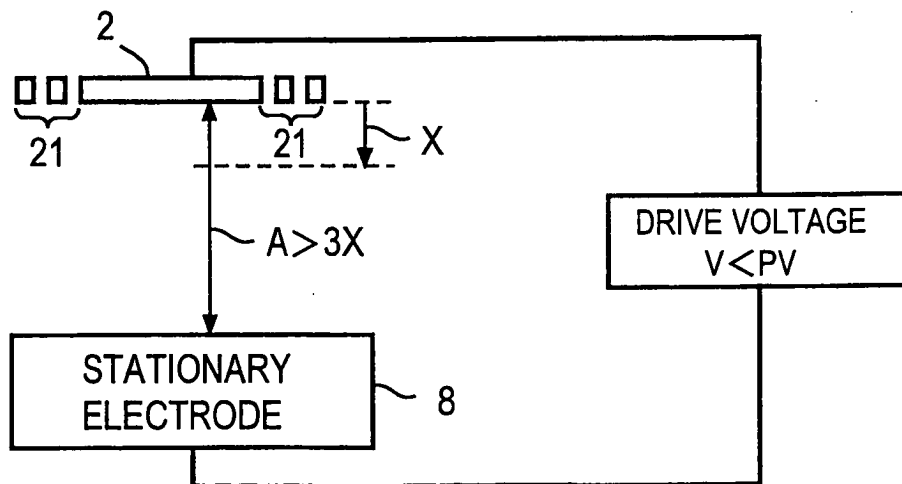 2
21
21
X
A>3X
DRIVE VOLTAGE
V<PV
STATIONARY
ELECTRODE
8